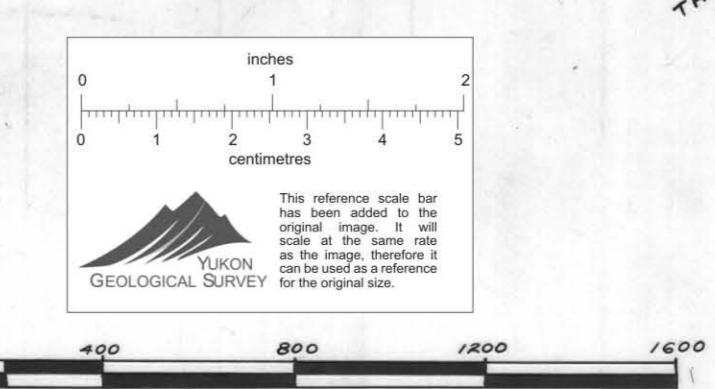 inches
0 1 2
0 1 2 3 4 5
centimetres
This reference scale bar
has been added to the
original image. It will
scale at the same rate
as the image, therefore it
can be used as a reference
for the original size.
YUKON
GEOLOGICAL SURVEY
400 800 1200 1600